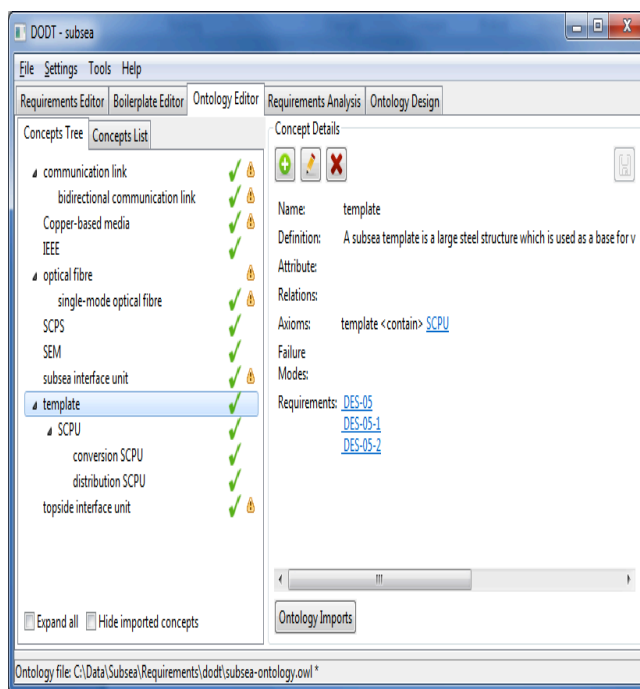 DODT - subsea
File Settings Tools Help
Requirements Editor Boilerplate Editor Ontology Editor Requirements Analysis Ontology Design
Concepts Tree Concepts List
communication link
bidirectional communication link
Copper-based media
IEEE
optical fibre
single-mode optical fibre
SCPS
SEM
subsea interface unit
template
SCPU
conversion SCPU
distribution SCPU
topside interface unit
Expand all Hide imported concepts
Concept Details
Name: template
Definition: A subsea template is a large steel structure which is used as a base for v
Attribute:
Relations:
Axioms: template <contain> SCPU
Failure
Modes:
Requirements: DES-05
DES-05-1
DES-05-2
Ontology Imports
Ontology file: C:\Data\Subsea\Requirements\dodt\subsea-ontology.owl *